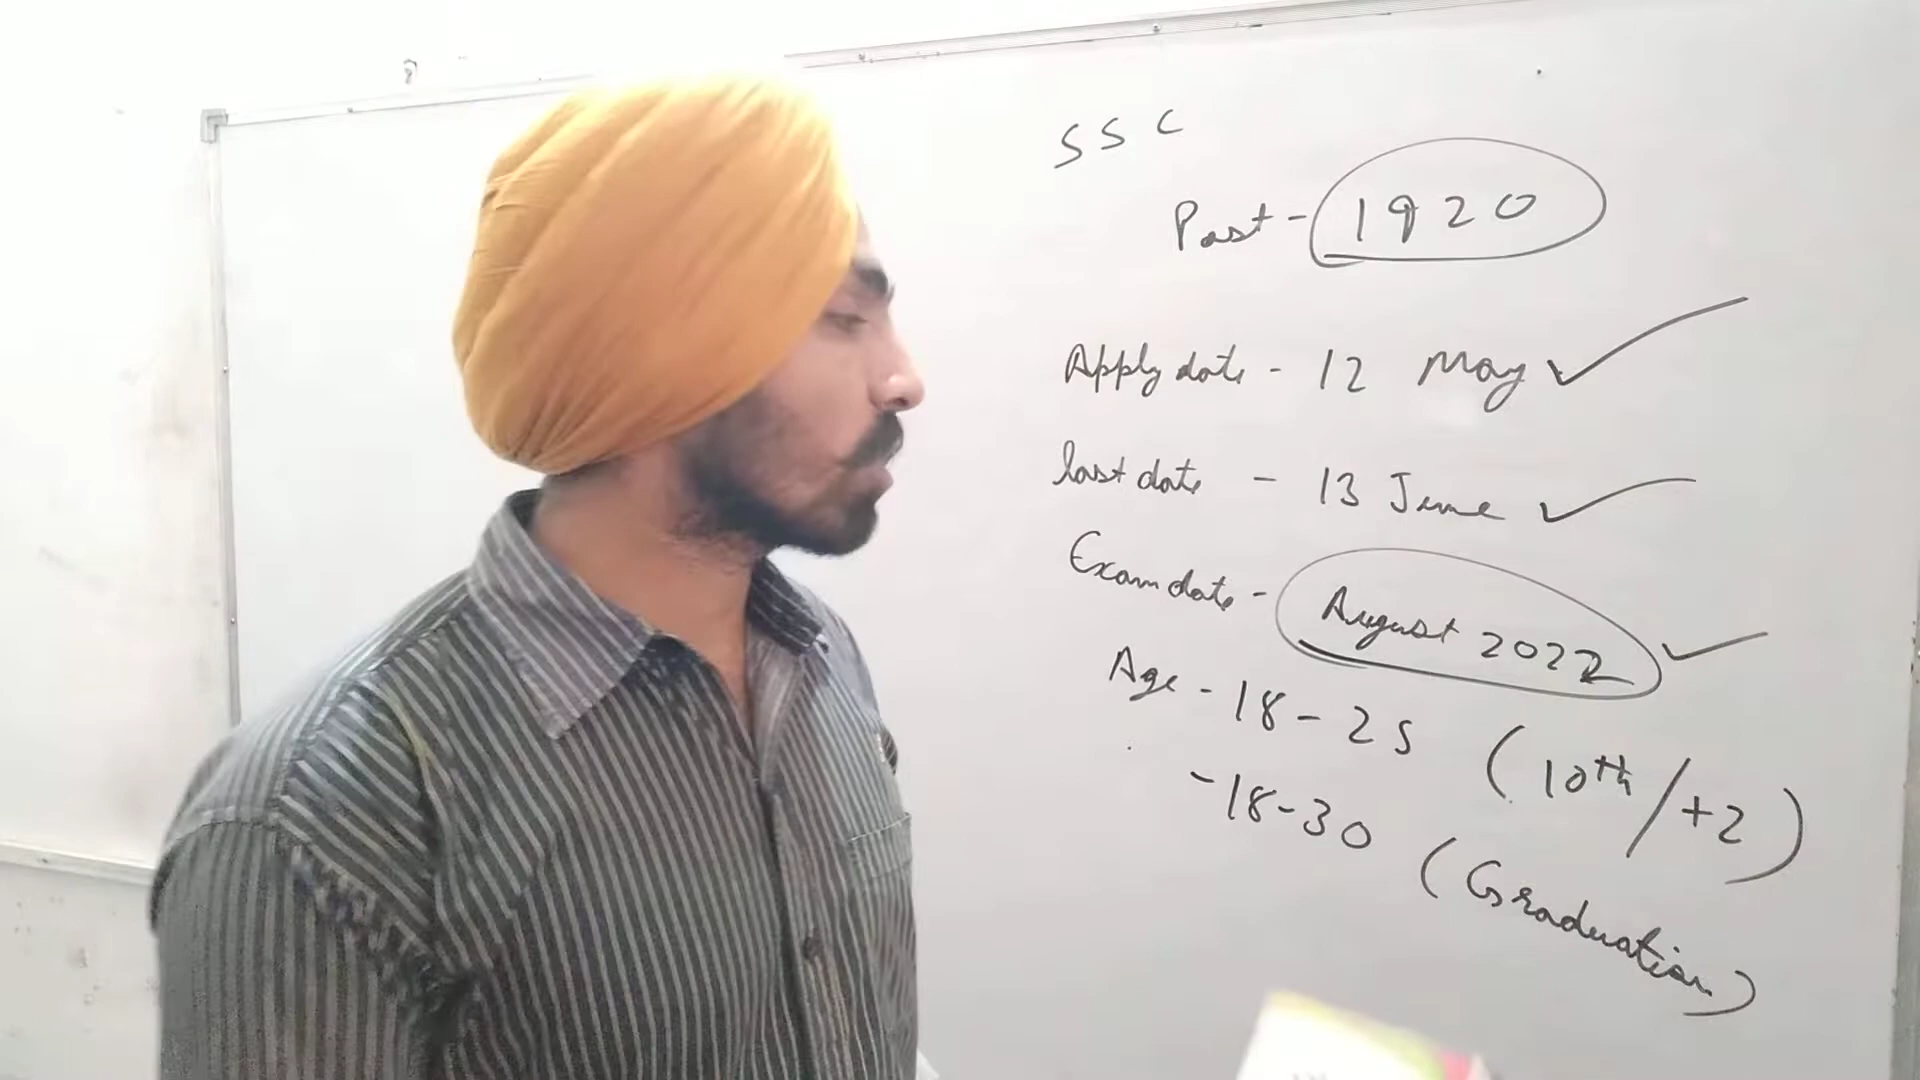 SSC
Post - 1920
Apply date - 12 May
last date - 13 June
Exam date - August 2022
Age - 18 - 25 (10th/+2)
- 18 - 30 (Graduation)